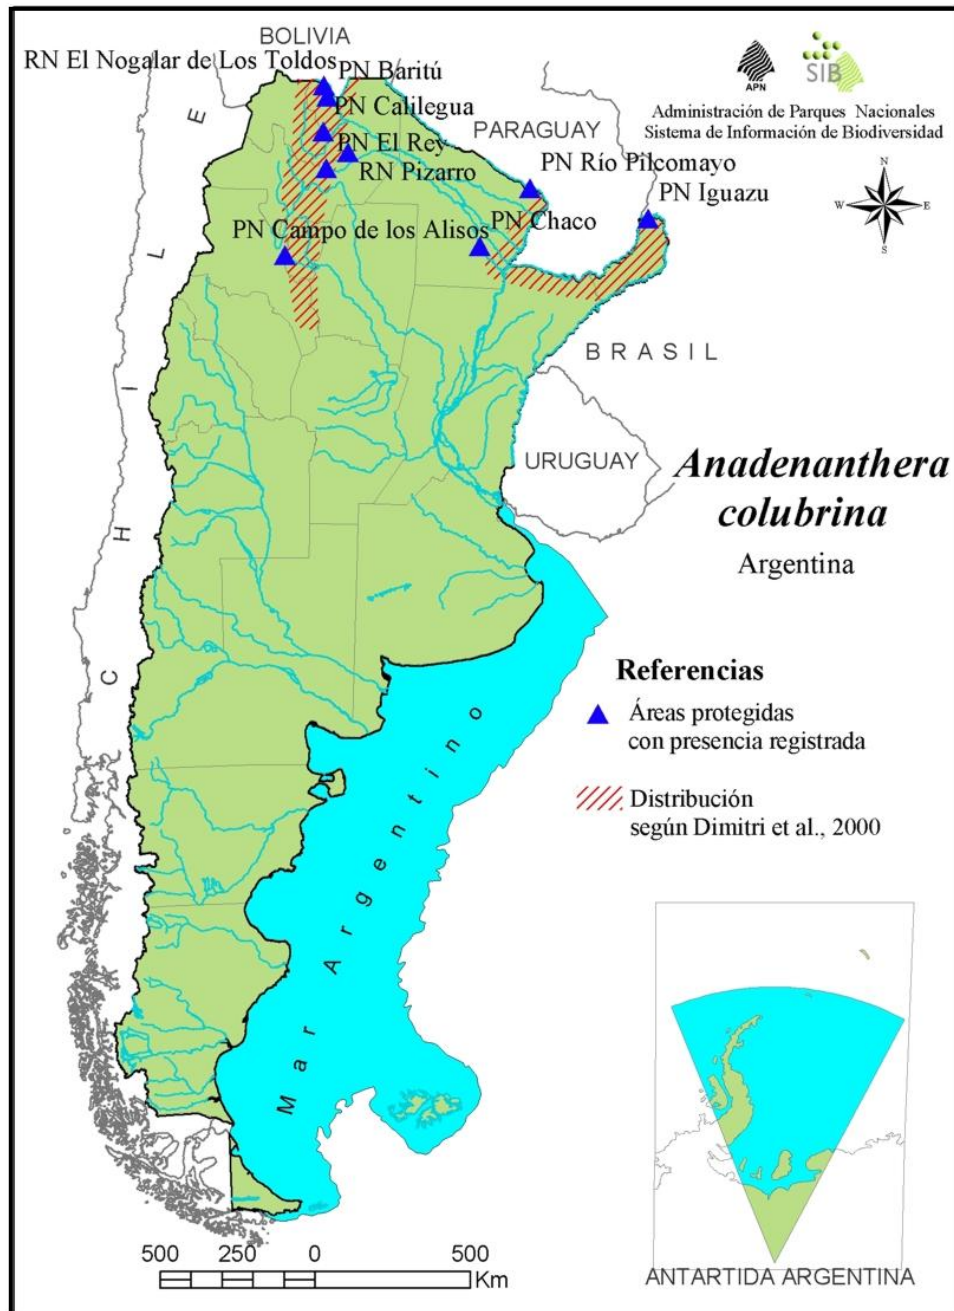 BOLIVIA
RN El Nogalar de Los Toldos
PN Baritú
PN Calilegua
PN El Rey
RN Pizarro
PN Campo de los Alisos
PARAGUAY
PN Río Pilcomayo
PN Iguazu
PN Chaco
APN
SIB
Administración de Parques Nacionales
Sistema de Información de Biodiversidad
N
W
E
S
BRASIL
URUGUAY
CHILE
Anadenanthera
colubrina
Argentina
Referencias
Áreas protegidas
con presencia registrada
Distribución
según Dimitri et al., 2000
Mar Argentino
500 250 0 500
Km
ANTARTIDA ARGENTINA